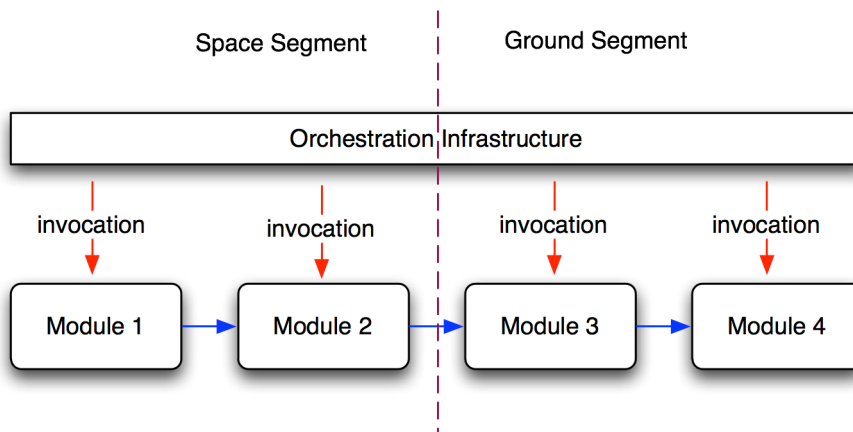 Space Segment
Ground Segment
Orchestration Infrastructure
invocation
invocation
invocation
invocation
Module 1
Module 2
Module 3
Module 4